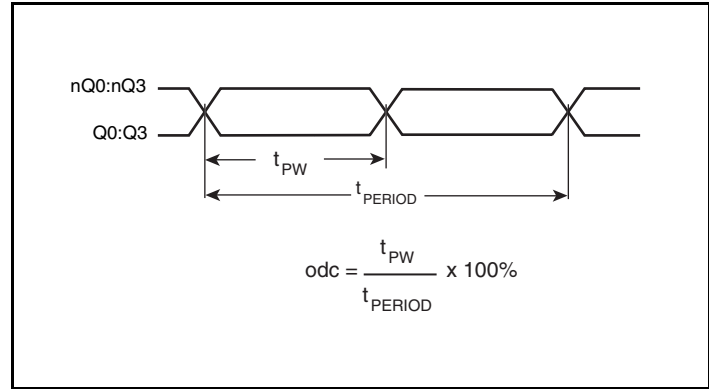 nQ0:nQ3
Q0:Q3
tPW
tPERIOD
odc = tPW / tPERIOD x 100%